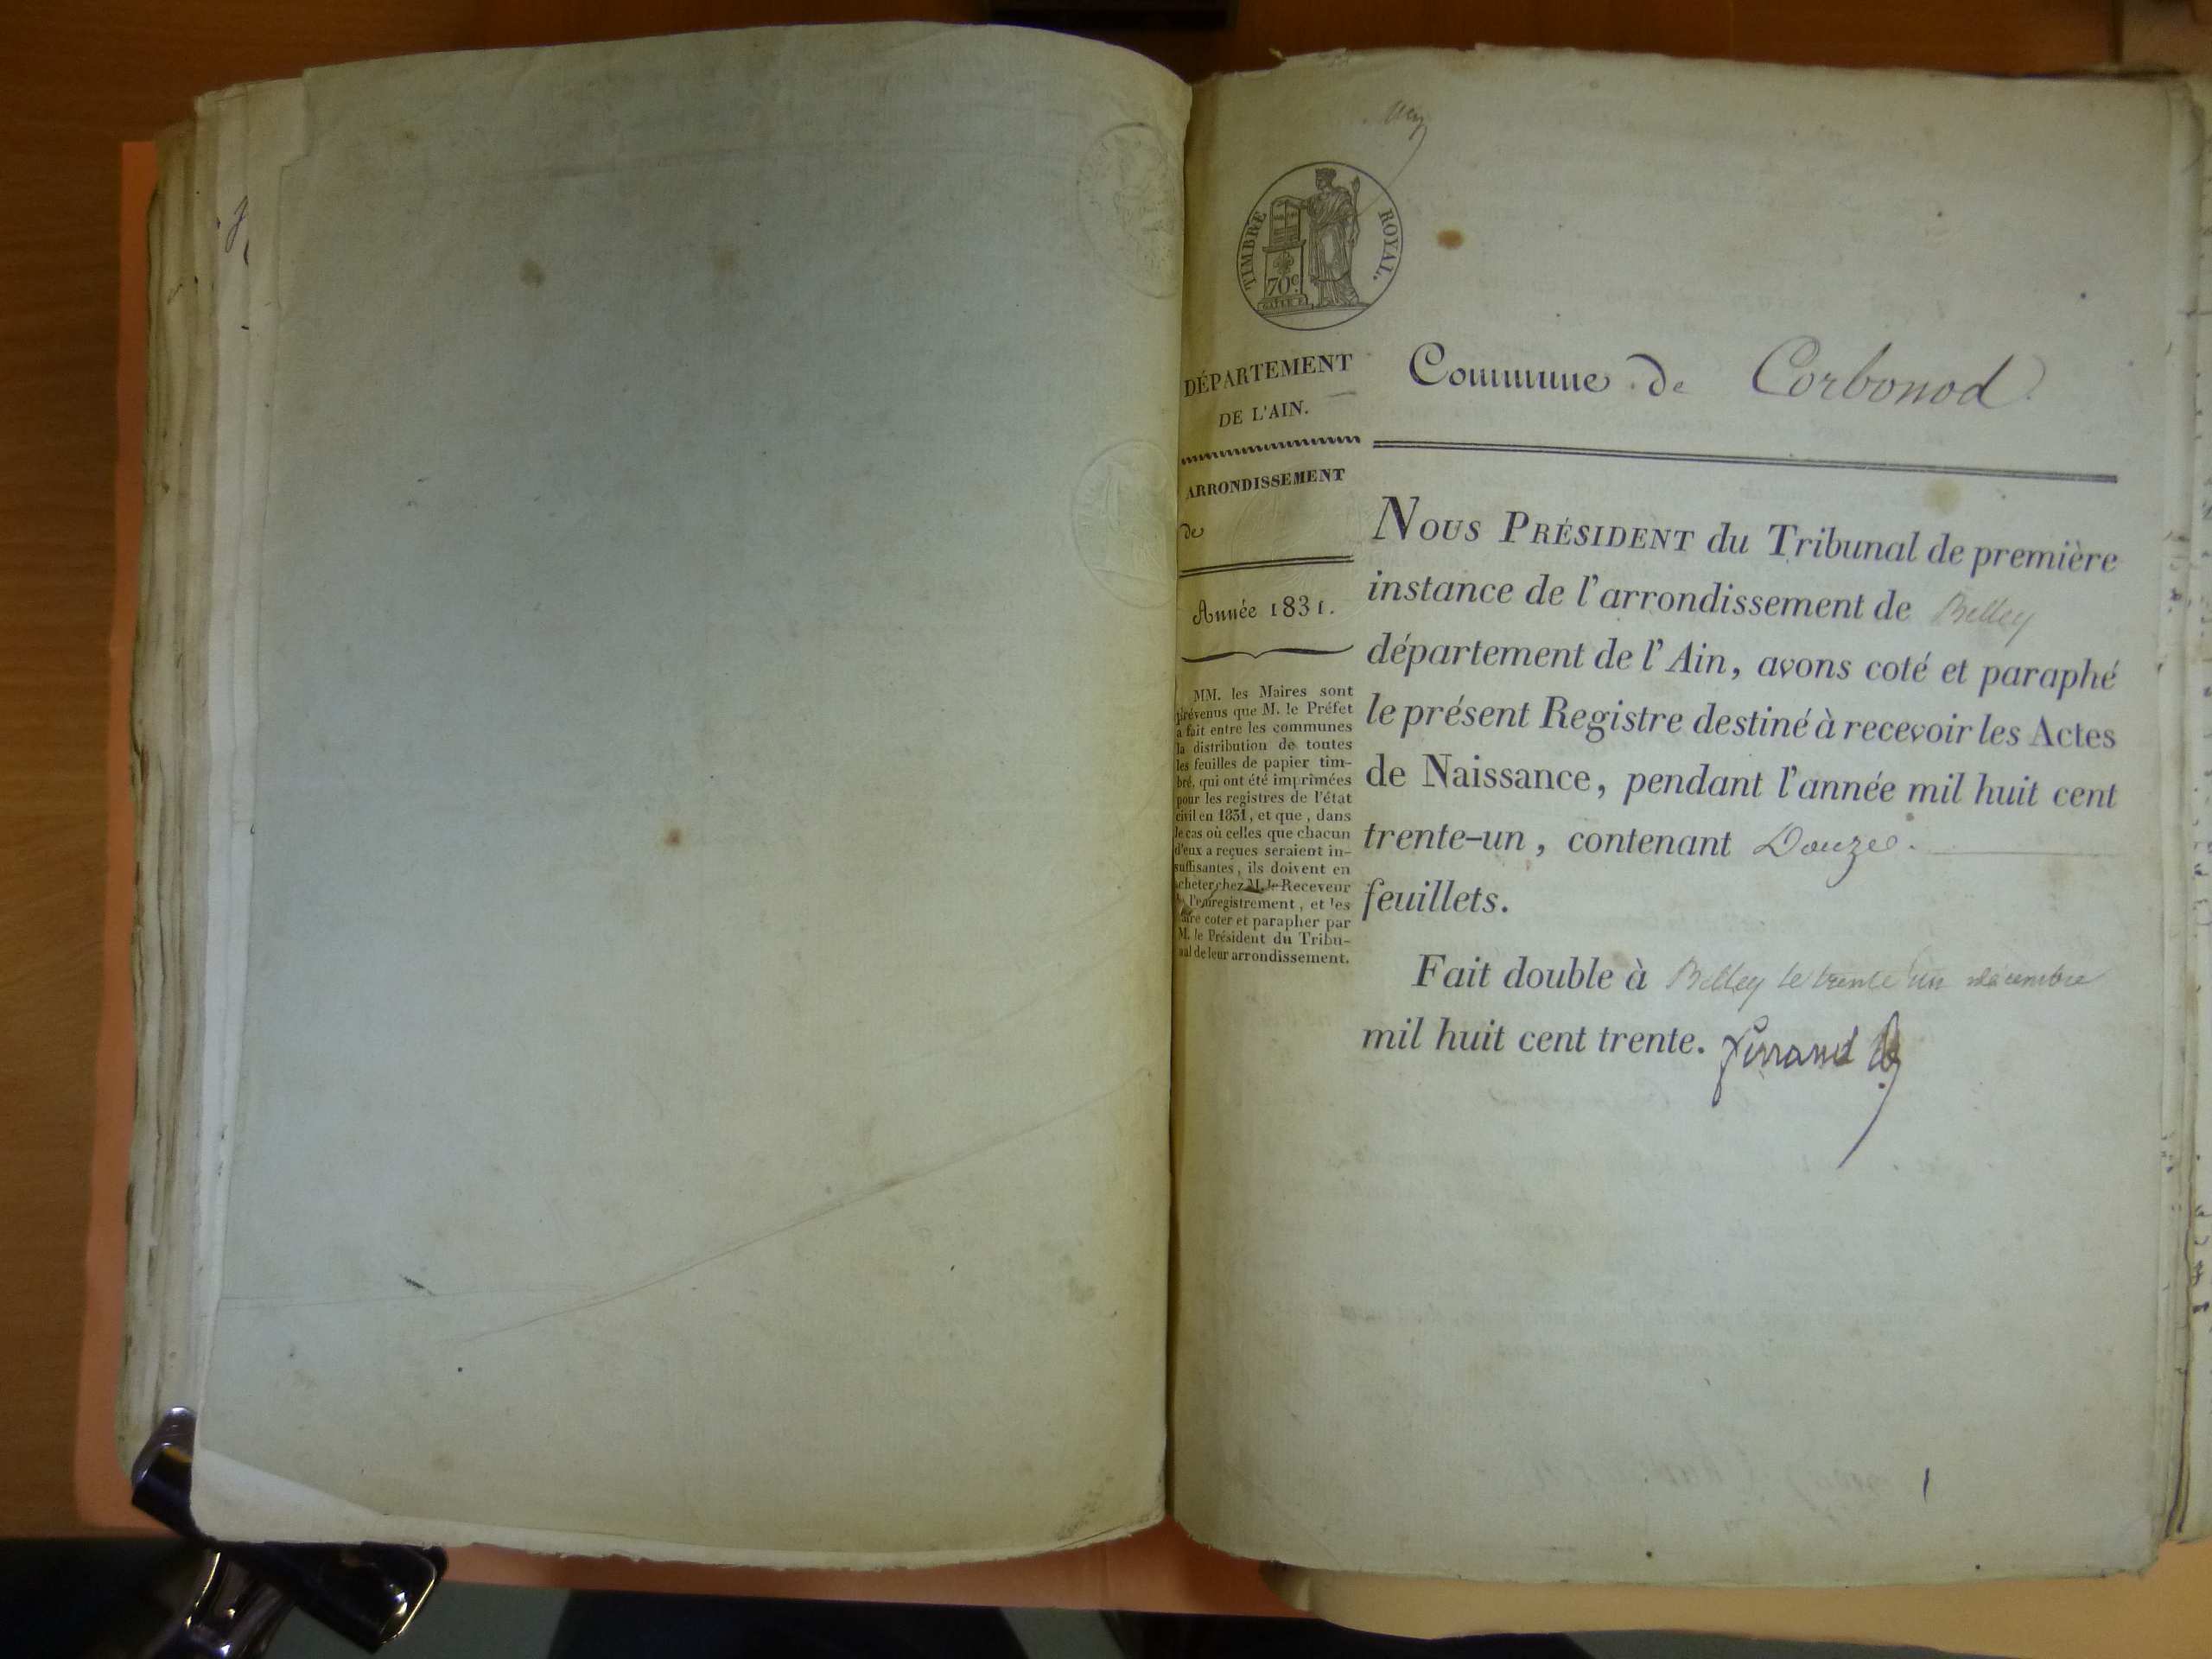 TIMBRE ROYAL.
70c.
DÉPARTEMENT
DE L'AIN.
ARRONDISSEMENT
de
Année 1831.
MM. les Maires sont
prévenus que M. le Préfet
a fait entre les communes
la distribution de toutes
les feuilles de papier tim-
bré, qui ont été imprimées
pour les registres de l'état
civil en 1831, et que, dans
le cas où celles que chacun
d'eux a reçues seraient in-
suffisantes, ils doivent en
acheter chez M. le Receveur
de l'enregistrement, et les
faire coter et parapher par
M. le Président du Tribu-
nal de leur arrondissement.
Commune de Corbonod
NOUS PRÉSIDENT du Tribunal de première
instance de l'arrondissement de Belley
département de l'Ain, avons coté et paraphé
le présent Registre destiné à recevoir les Actes
de Naissance, pendant l'année mil huit cent
trente-un, contenant Douze.
feuillets.
Fait double à Belley le trente un décembre
mil huit cent trente. ferrand